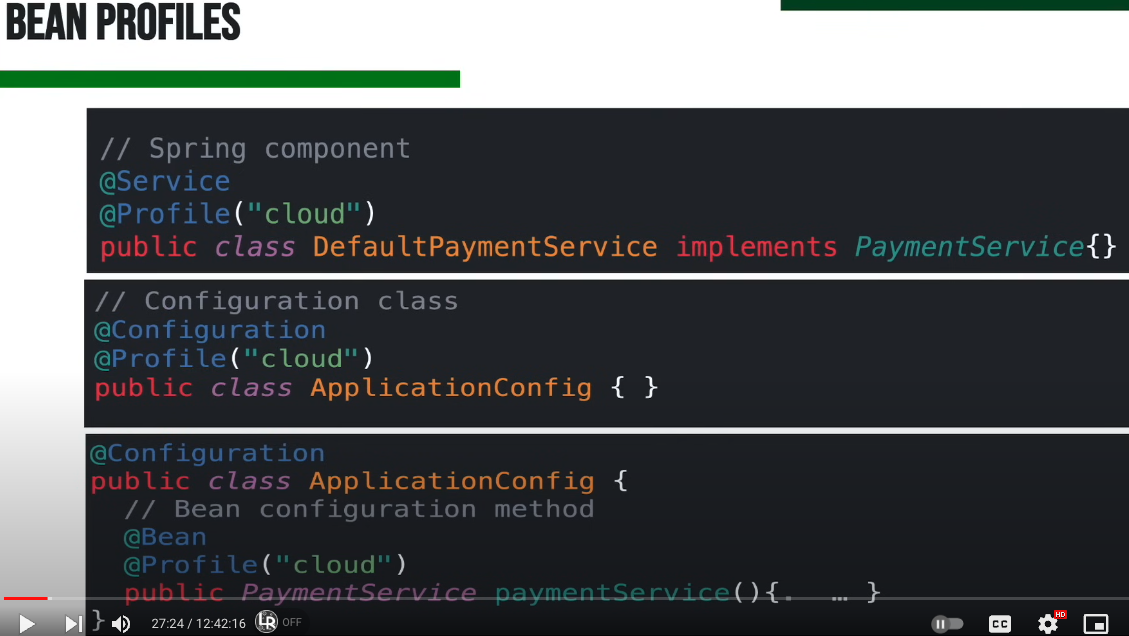 BEAN PROFILES
// Spring component
@Service
@Profile("cloud")
public class DefaultPaymentService implements PaymentService{}
// Configuration class
@Configuration
@Profile("cloud")
public class ApplicationConfig { }
@Configuration
public class ApplicationConfig {
// Bean configuration method
@Bean
@Profile("cloud")
public PaymentService paymentService(){. … }
}
27:24 / 12:42:16 LR OFF CC HD